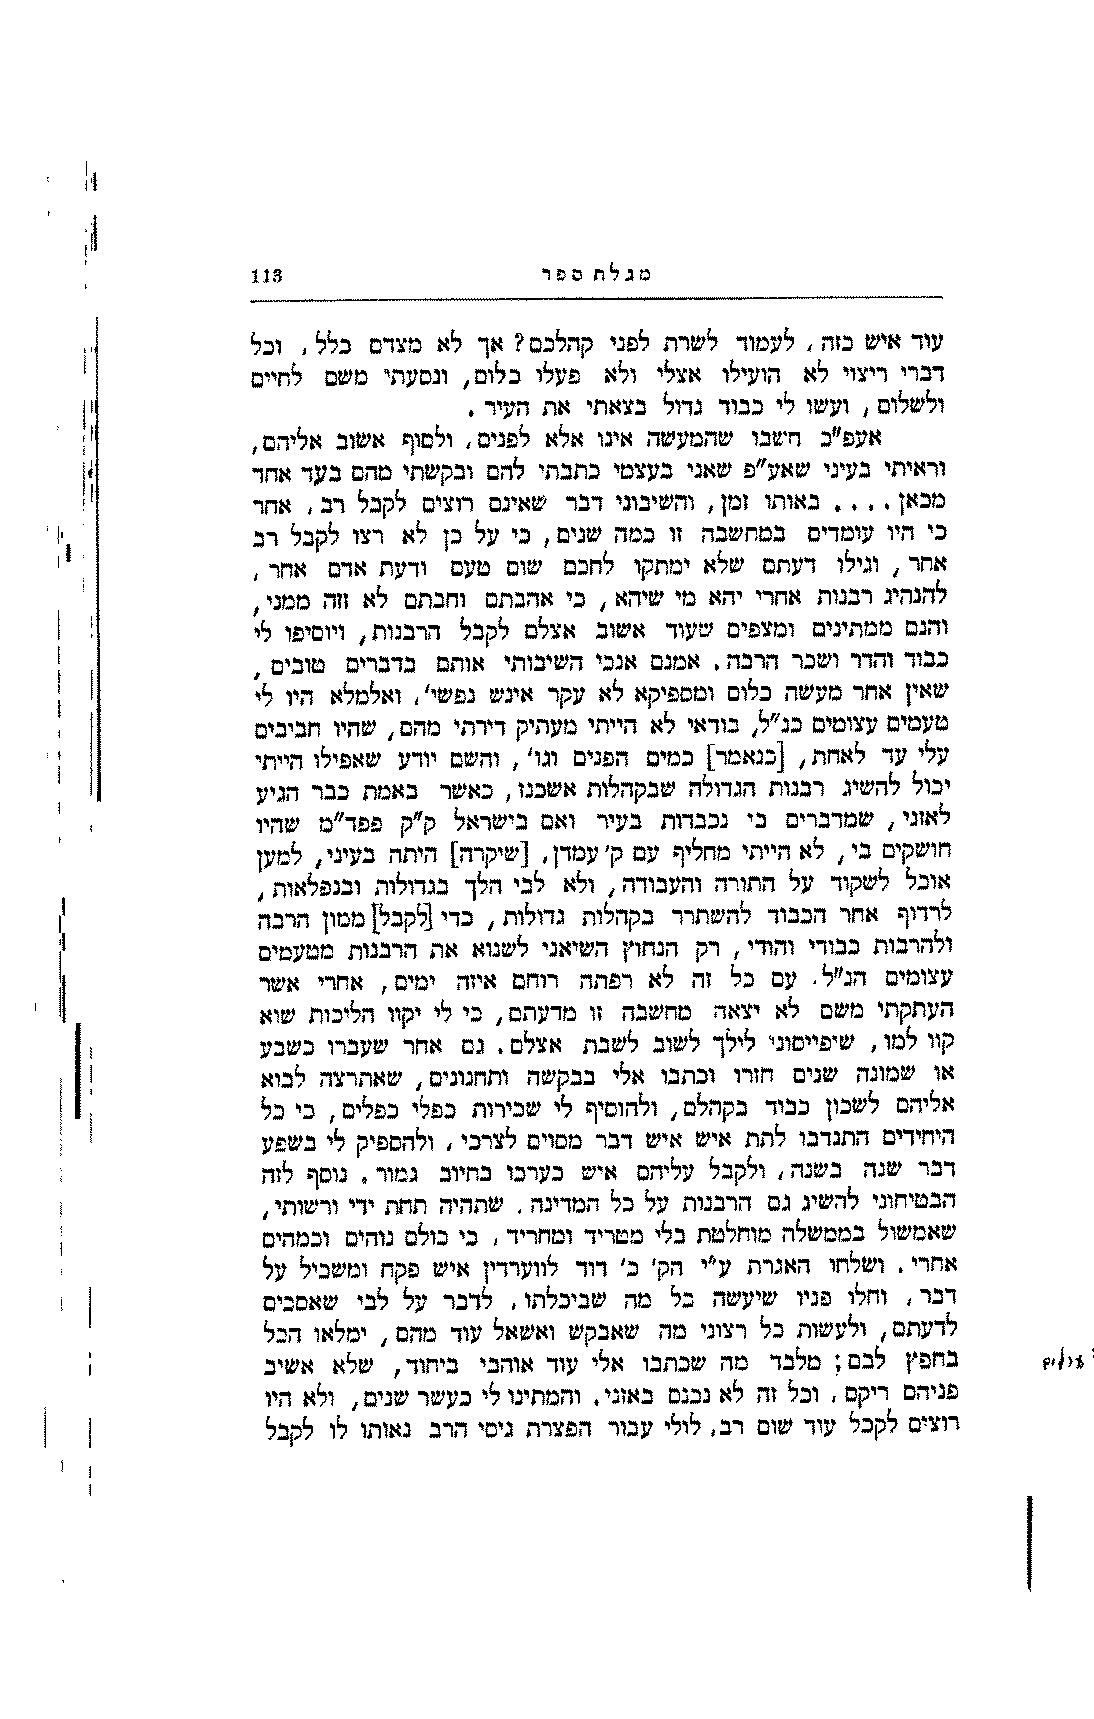 מגלת ספר 113
עוד איש כזה, לעמוד לשרת לפני קהלכם? אך לא מצדם כלל, וכל
דברי ריצוי לא הועילו אצלי ולא פעלו כלום, ונסעתי משם לחיים
ולשלום, ועשו לי כבוד גדול בצאתי את העיר.
אעפ"כ חשבו שהמעשה אינו אלא לפנים, ולסוף אשוב אליהם,
וראיתי בעיני שאע"פ שאני בעצמי כתבתי להם ובקשתי מהם בעד אחד
מכאן.... באותו זמן, והשיבוני דבר שאינם רוצים לקבל רב, אחר
כי היו עומדים במחשבה זו כמה שנים, כי על כן לא רצו לקבל רב
אחר, וגילו דעתם שלא ימתקו לחכם שום טעם ודעת אדם אחר,
להנהיג רבנות אחרי יהא מי שיהא, כי אהבתם וחבתם לא וזה ממני,
והנם ממתינים ומצפים שעוד אשוב אצלם לקבל הרבנות, ויוסיפו לי
כבוד והדר ושכר הרבה. אמנם אנכי השיבותי אותם בדברים טובים,
שאין אחר מעשה כלום ומספיקא לא עקר אינש נפשי', ואלמלא היו לי
טעמים עצומים כנ"ל, בודאי לא הייתי מעתיק דירתי מהם, שהיו חביבים
עלי עד לאחת, [כנאמר] כמים הפנים וגו', והשם יודע שאפילו הייתי
יכול להשיג רבנות הגדולה שבקהלות אשכנז, כאשר באמת כבר הגיע
לאזני, שמדברים בי נכבדות בעיר ואם בישראל ק"ק פפד"מ שהיו
חושקים בי, לא הייתי מחליף עם ק' עמדן. [שיקרה] היתה בעיני, למען
אוכל לשקוד על התורה והעבודה, ולא לבי הלך בגדולות ובנפלאות,
לרדוף אחר הכבוד להשתרר בקהלות גדולות, כדי [לקבל] ממון הרבה
ולהרבות כבודי והודי, רק הנחוץ השיאני לשנוא את הרבנות מטעמים
עצומים הנ"ל. עם כל זה לא רפתה רוחם איזה ימים, אחרי אשר
העתקתי משם לא יצאה מחשבה זו מדעתם, כי לי יקוו הליכות שוא
קוו למו, שיפייסוני לילך לשוב לשבת אצלם. גם אחר שעברו כשבע
או שמונה שנים חזרו וכתבו אלי בבקשה ותחנונים, שאתרצה לבוא
אליהם לשכון כבוד בקהלם, ולהוסיף לי שכירות כפלי כפלים, כי כל
היחידים התנדבו לתת איש איש דבר מסוים לצרכי, ולהספיק לי בשפע
דבר שנה בשנה, ולקבל עליהם איש כערכו בחיוב גמור. נוסף לזה
הבטיחוני להשיג גם הרבנות על כל המדינה, שתהיה תחת ידי ורשותי,
שאמשול בממשלה מוחלטת בלי מטריד ומחריד, כי כולם נוהים וכמהים
אחרי. ושלחו האגרת ע"י הק' כ' דוד לווערדין איש פקח ומשכיל על
דבר, וחלו פניו שיעשה כל מה שביכלתו, לדבר על לבי שאסכים
לדעתם, ולעשות כל רצוני מה שאבקש ואשאל עוד מהם, ימלאו הכל
בחפץ לבם; מלבד מה שכתבו אלי עוד אוהבי ביחוד, שלא אשיב
פניהם ריקם, וכל זה לא נכנס באזני. והמתינו לי כעשר שנים, ולא היו
רוצים לקבל עוד שום רב, לולי עבור הפצרת גיסי הרב נאותו לו לקבל